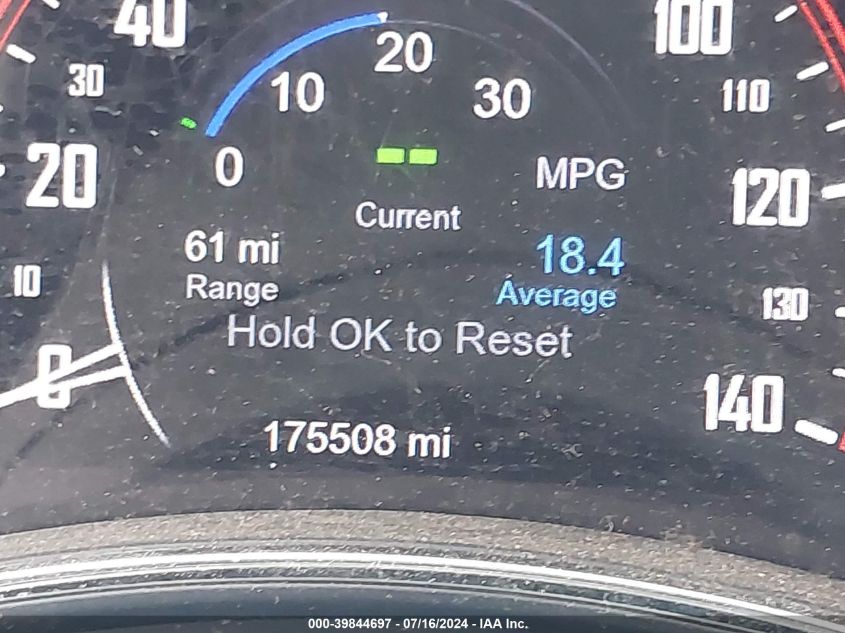 40
100
20
30
10
30
110
0
MPG
20
120
Current
61 mi
18.4
10
Range
Average
130
Hold OK to Reset
0
140
175508 mi
000-39844697 - 07/16/2024 - IAA Inc.